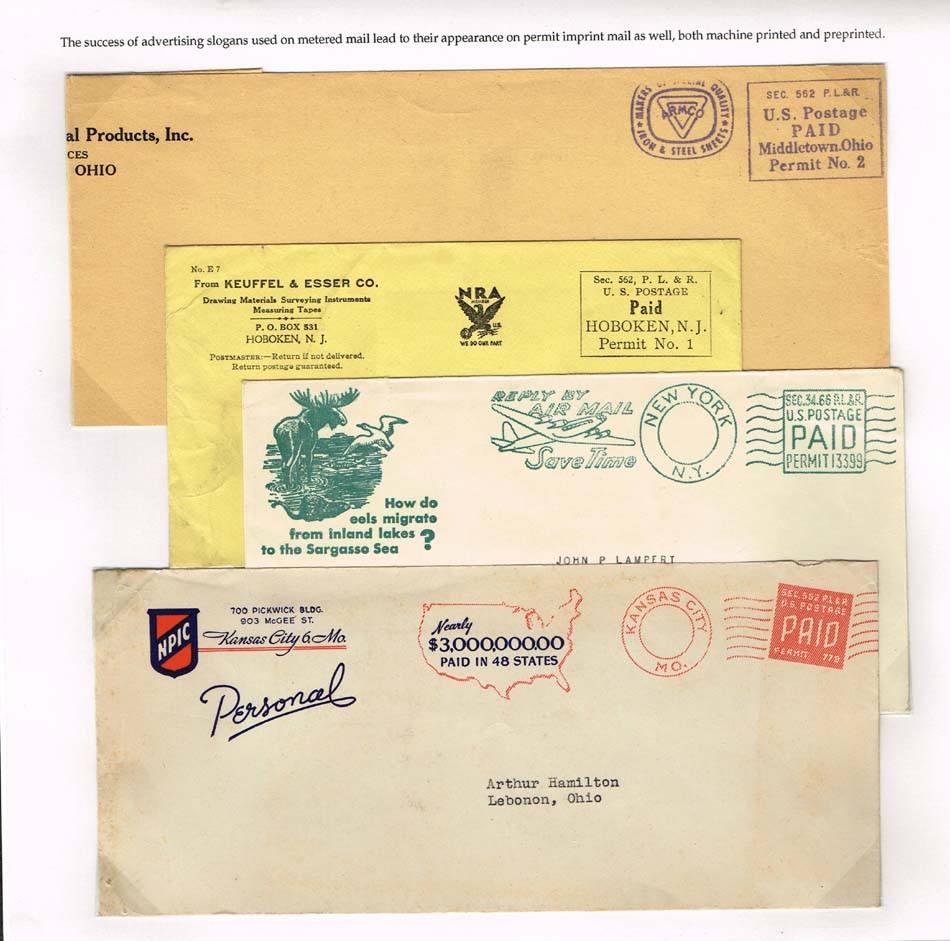 The success of advertising slogans used on metered mail lead to their appearance on permit imprint mail as well, both machine printed and preprinted.
al Products, Inc.
CES
OHIO
MAKERS OF SPECIAL QUALITY
ARMCO
IRON & STEEL SHEETS
SEC. 562 P.L.&R.
U.S. Postage
PAID
Middletown.Ohio
Permit No. 2
No. E 7
From KEUFFEL & ESSER CO.
Drawing Materials Surveying Instruments
Measuring Tapes
P. O. BOX 531
HOBOKEN, N. J.
POSTMASTER:—Return if not delivered.
Return postage guaranteed.
NRA
MEMBER
U.S.
WE DO OUR PART
Sec. 562, P. L. & R.
U. S. POSTAGE
Paid
HOBOKEN, N. J.
Permit No. 1
How do
eels migrate
from inland lakes
to the Sargasso Sea ?
REPLY BY
AIR MAIL
Save Time
NEW YORK
N.Y.
SEC.34.66 P.L.&R.
U.S.POSTAGE
PAID
PERMIT 13399
JOHN P LAMPERT
NPIC
700 PICKWICK BLDG.
903 McGEE ST.
Kansas City 6, Mo.
Personal
Nearly
$3,000,000.00
PAID IN 48 STATES
KANSAS CITY
MO.
SEC. 562 P.L.&R
U.S. POSTAGE
PAID
PERMIT 779
Arthur Hamilton
Lebonon, Ohio